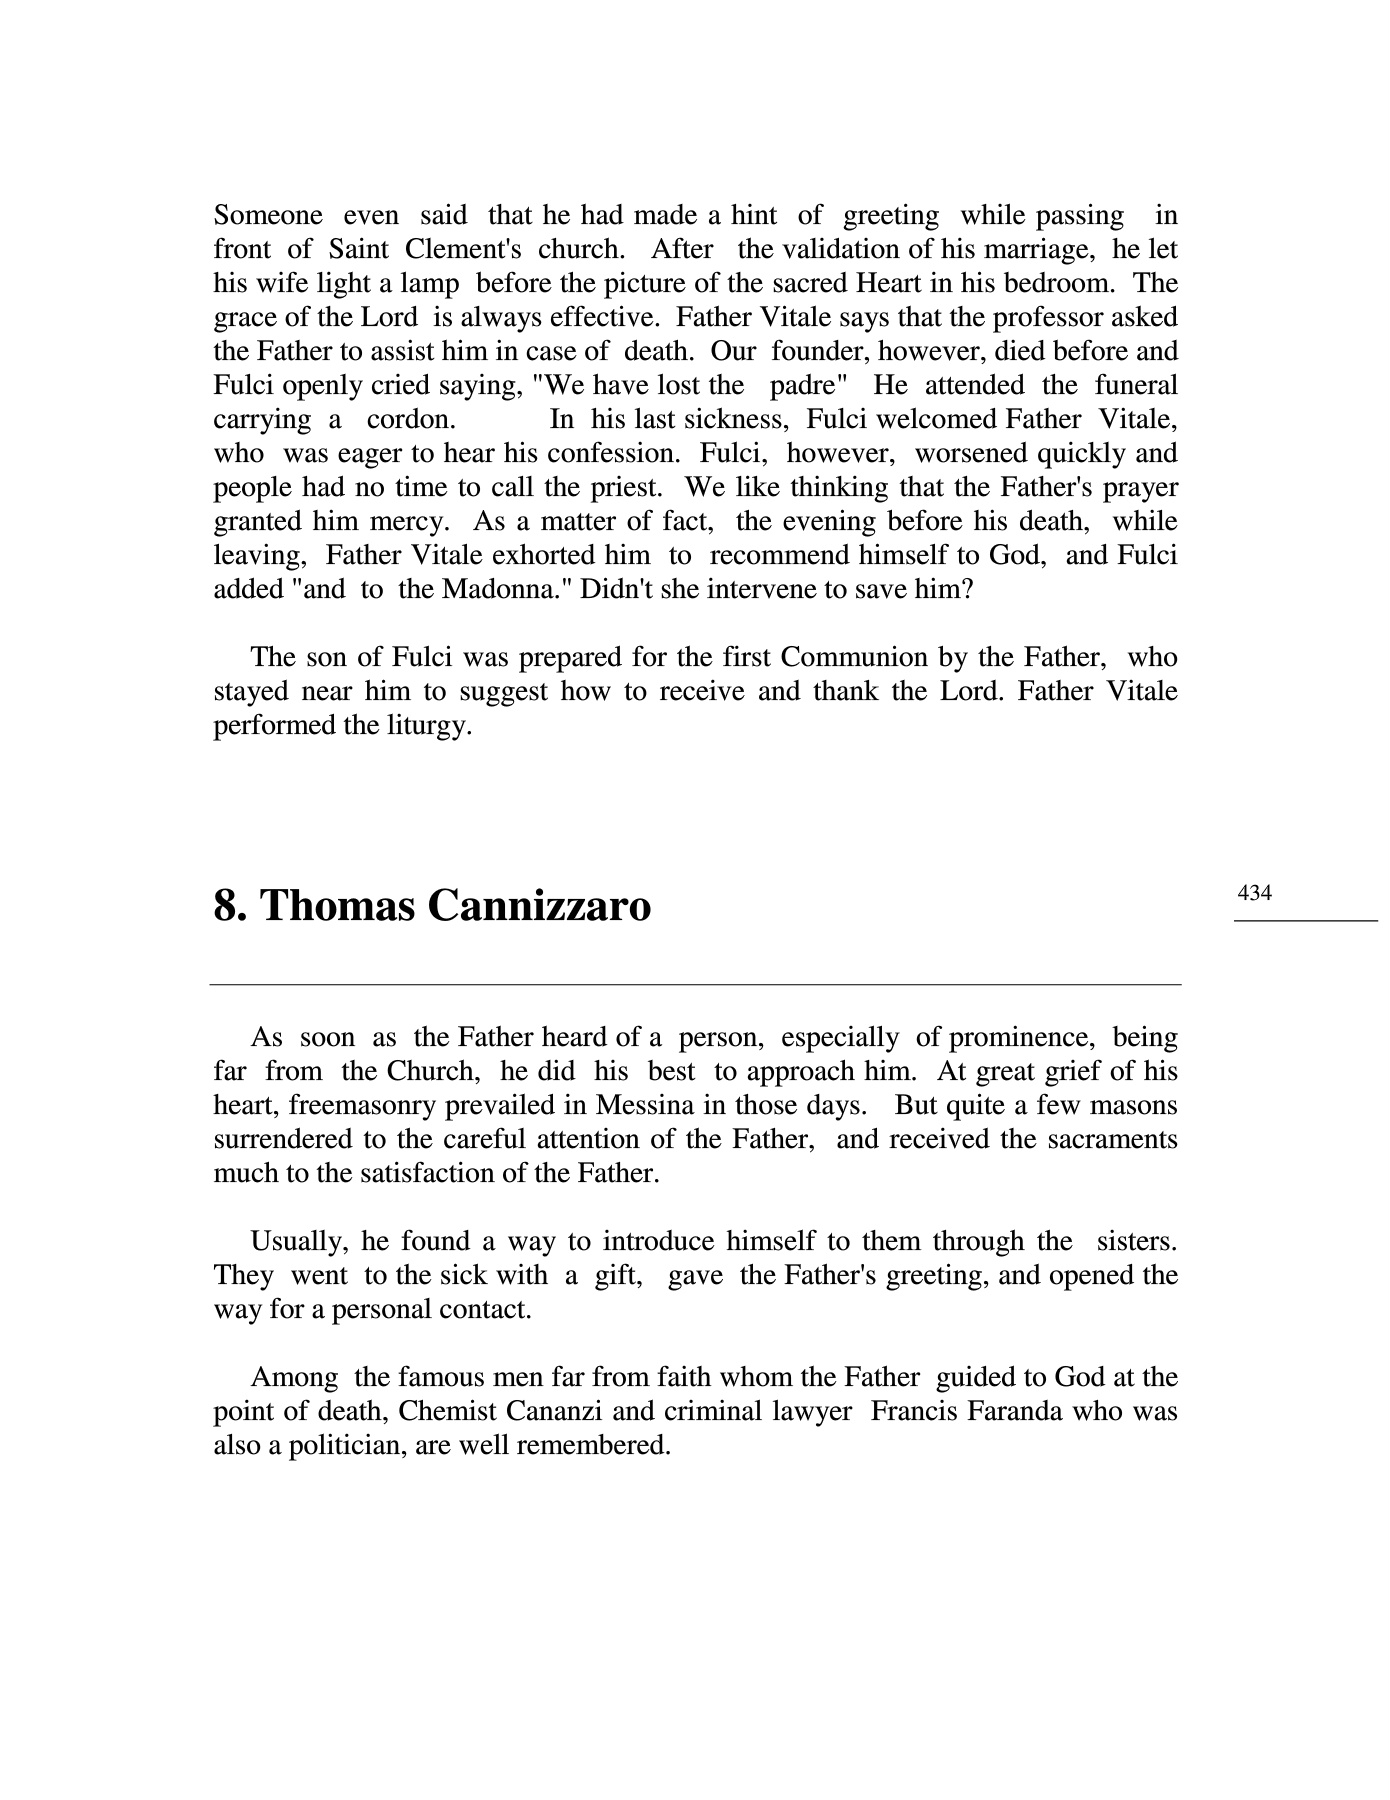 Someone even said that he had made a hint of greeting while passing in
front of Saint Clement's church. After the validation of his marriage, he let
his wife light a lamp before the picture of the sacred Heart in his bedroom. The
grace of the Lord is always effective. Father Vitale says that the professor asked
the Father to assist him in case of death. Our founder, however, died before and
Fulci openly cried saying, "We have lost the padre" He attended the funeral
carrying a cordon. In his last sickness, Fulci welcomed Father Vitale,
who was eager to hear his confession. Fulci, however, worsened quickly and
people had no time to call the priest. We like thinking that the Father's prayer
granted him mercy. As a matter of fact, the evening before his death, while
leaving, Father Vitale exhorted him to recommend himself to God, and Fulci
added "and to the Madonna." Didn't she intervene to save him?
The son of Fulci was prepared for the first Communion by the Father, who
stayed near him to suggest how to receive and thank the Lord. Father Vitale
performed the liturgy.
8. Thomas Cannizzaro
434
As soon as the Father heard of a person, especially of prominence, being
far from the Church, he did his best to approach him. At great grief of his
heart, freemasonry prevailed in Messina in those days. But quite a few masons
surrendered to the careful attention of the Father, and received the sacraments
much to the satisfaction of the Father.
Usually, he found a way to introduce himself to them through the sisters.
They went to the sick with a gift, gave the Father's greeting, and opened the
way for a personal contact.
Among the famous men far from faith whom the Father guided to God at the
point of death, Chemist Cananzi and criminal lawyer Francis Faranda who was
also a politician, are well remembered.